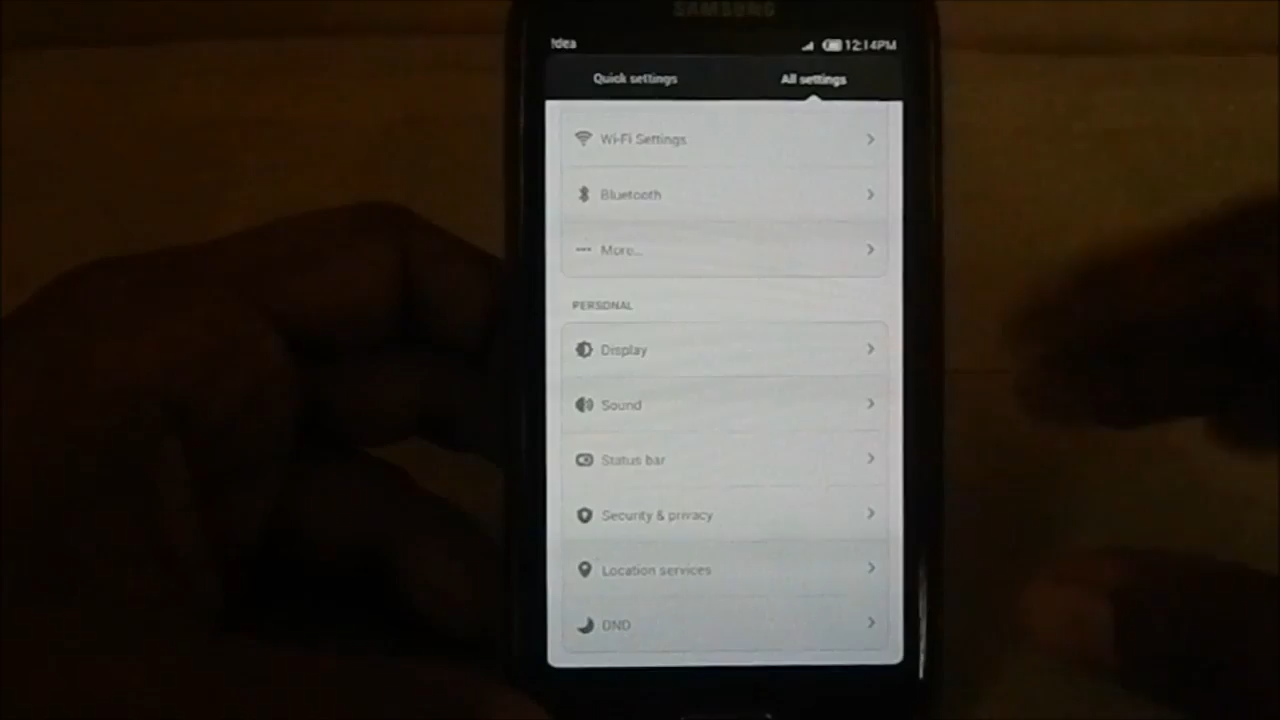 SAMSUNG
!dea
12:14PM
Quick settings
All settings
Wi-Fi Settings
Bluetooth
More...
PERSONAL
Display
Sound
Status bar
Security & privacy
Location services
DND